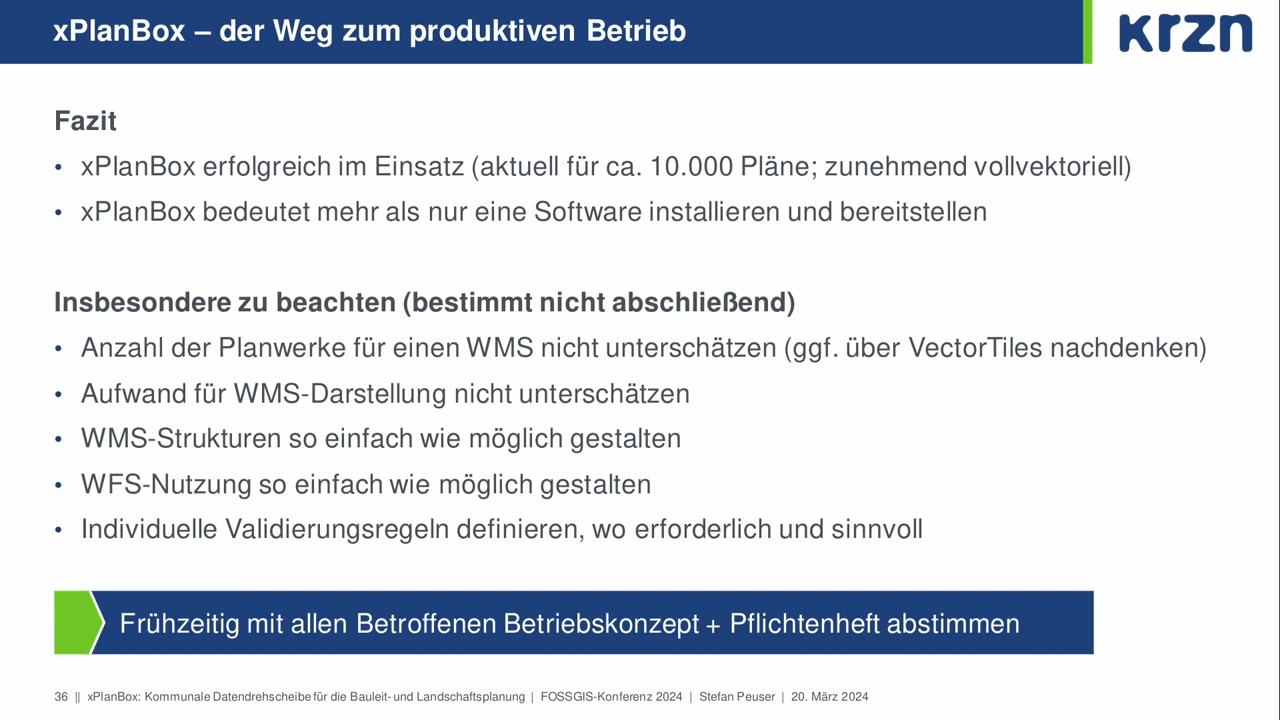 xPlanBox – der Weg zum produktiven Betrieb
krzn
Fazit
• xPlanBox erfolgreich im Einsatz (aktuell für ca. 10.000 Pläne; zunehmend vollvektoriell)
• xPlanBox bedeutet mehr als nur eine Software installieren und bereitstellen
Insbesondere zu beachten (bestimmt nicht abschließend)
• Anzahl der Planwerke für einen WMS nicht unterschätzen (ggf. über VectorTiles nachdenken)
• Aufwand für WMS-Darstellung nicht unterschätzen
• WMS-Strukturen so einfach wie möglich gestalten
• WFS-Nutzung so einfach wie möglich gestalten
• Individuelle Validierungsregeln definieren, wo erforderlich und sinnvoll
Frühzeitig mit allen Betroffenen Betriebskonzept + Pflichtenheft abstimmen
36 || xPlanBox: Kommunale Datendrehscheibe für die Bauleit- und Landschaftsplanung | FOSSGIS-Konferenz 2024 | Stefan Peuser | 20. März 2024